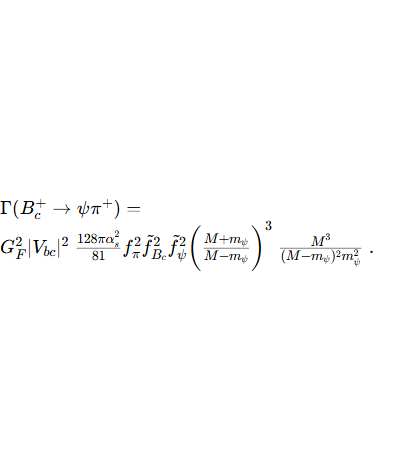 Γ(B_c^+ → ψπ^+) =
G_F^2|V_{bc}|^2 \frac{128πα_s^2}{81} f_π^2 \tilde{f}_{B_c}^2 \tilde{f}_ψ^2 \left(\frac{M+m_ψ}{M−m_ψ}\right)^3 \frac{M^3}{(M−m_ψ)^2 m_ψ^2} .